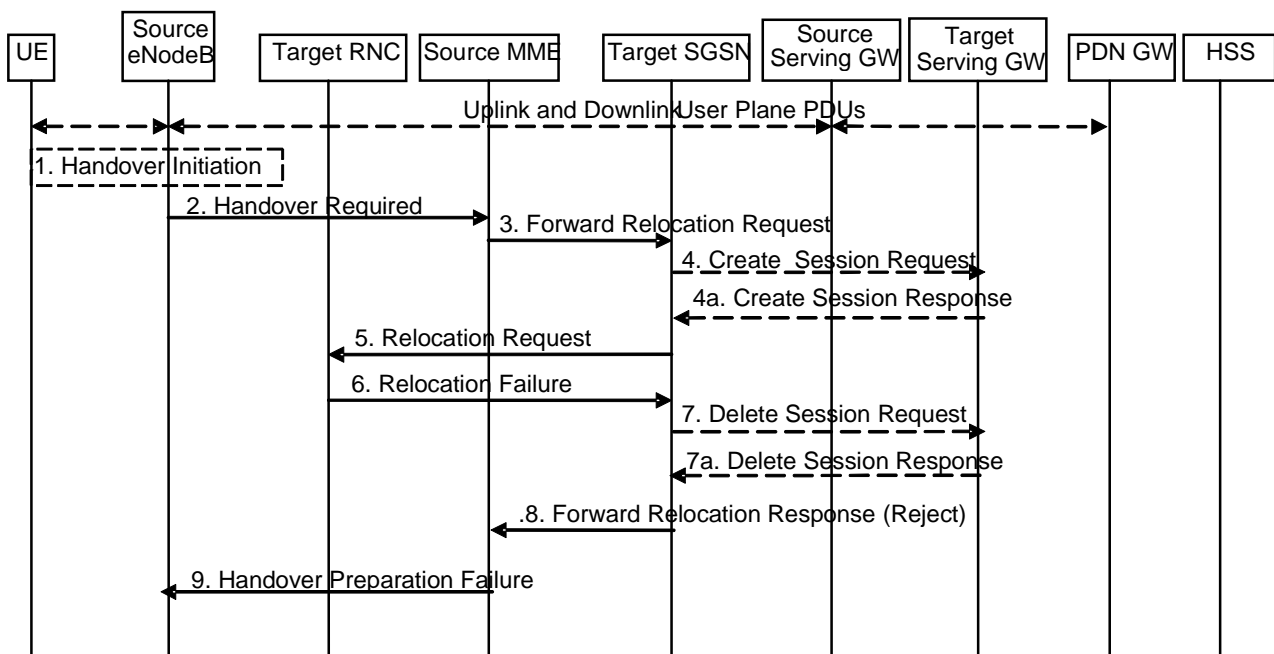 UE
Source
eNodeB
Target RNC
Source MME
Target SGSN
Source
Serving GW
Target
Serving GW
PDN GW
HSS
Uplink and Downlink User Plane PDUs
1. Handover Initiation
2. Handover Required
3. Forward Relocation Request
4. Create Session Request
4a. Create Session Response
5. Relocation Request
6. Relocation Failure
7. Delete Session Request
7a. Delete Session Response
.8. Forward Relocation Response (Reject)
9. Handover Preparation Failure